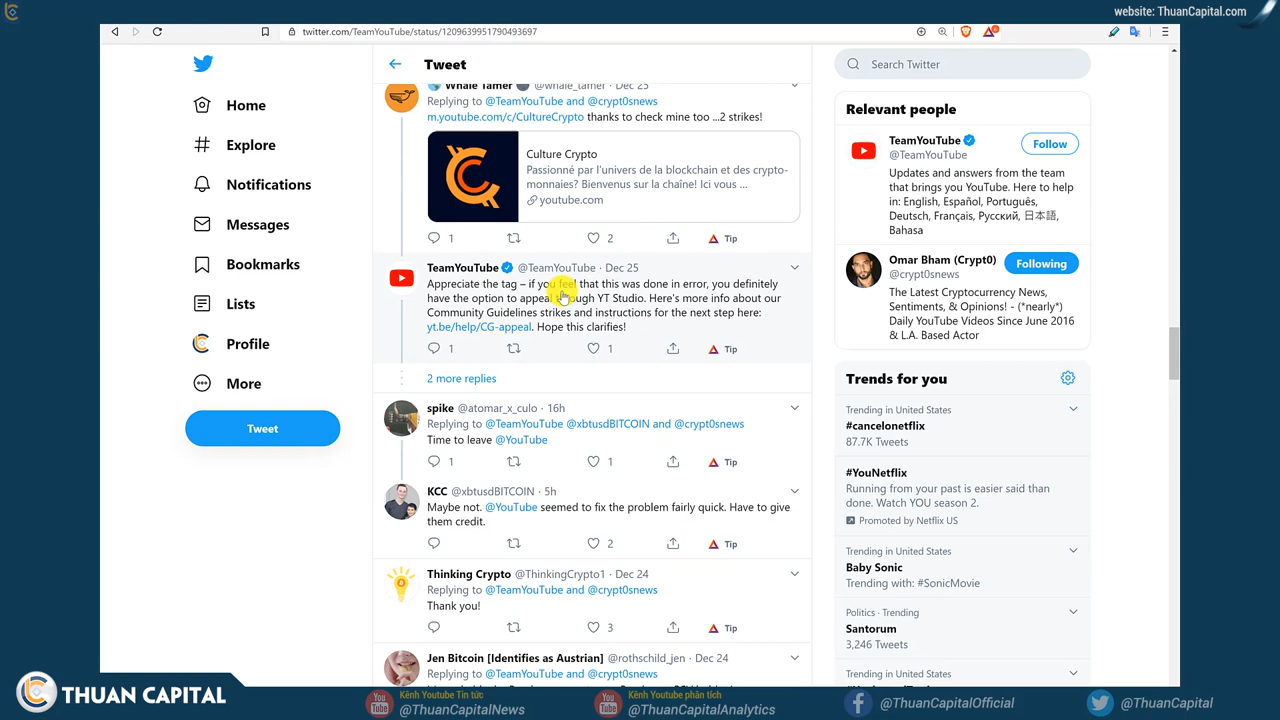 website: ThuanCapital.com
twitter.com/TeamYouTube/status/1209639951790493697
Home
Explore
Notifications
Messages
Bookmarks
Lists
Profile
More
Tweet
Tweet
Whale Tamer @whale_tamer · Dec 25
Replying to @TeamYouTube and @crypt0snews
m.youtube.com/c/CultureCrypto thanks to check mine too ...2 strikes!
Culture Crypto
Passionné par l'univers de la blockchain et des crypto-
monnaies? Bienvenus sur la chaîne! Ici vous ...
youtube.com
1
2
Tip
TeamYouTube @TeamYouTube · Dec 25
Appreciate the tag – if you feel that this was done in error, you definitely
have the option to appeal through YT Studio. Here's more info about our
Community Guidelines strikes and instructions for the next step here:
yt.be/help/CG-appeal. Hope this clarifies!
1
1
Tip
2 more replies
spike @atomar_x_culo · 16h
Replying to @TeamYouTube @xbtusdBITCOIN and @crypt0snews
Time to leave @YouTube
1
1
Tip
KCC @xbtusdBITCOIN · 5h
Maybe not. @YouTube seemed to fix the problem fairly quick. Have to give
them credit.
2
Tip
Thinking Crypto @ThinkingCrypto1 · Dec 24
Replying to @TeamYouTube and @crypt0snews
Thank you!
3
Tip
Jen Bitcoin [Identifies as Austrian] @rothschild_jen · Dec 24
Replying to @TeamYouTube and @crypt0snews
Search Twitter
Relevant people
TeamYouTube
@TeamYouTube
Follow
Updates and answers from the team
that brings you YouTube. Here to help
in: English, Español, Português,
Deutsch, Français, Русский, 日本語,
Bahasa
Omar Bham (Crypt0)
@crypt0snews
Following
The Latest Cryptocurrency News,
Sentiments, & Opinions! - (*nearly*)
Daily YouTube Videos Since June 2016
& L.A. Based Actor
Trends for you
Trending in United States
#cancelonetflix
87.7K Tweets
#YouNetflix
Running from your past is easier said than
done. Watch YOU season 2.
Promoted by Netflix US
Trending in United States
Baby Sonic
Trending with: #SonicMovie
Politics · Trending
Santorum
3,246 Tweets
Trending in United States
THUAN CAPITAL
Kênh Youtube Tin tức
@ThuanCapitalNews
Kênh Youtube phân tích
@ThuanCapitalAnalytics
@ThuanCapitalOfficial
@ThuanCapital